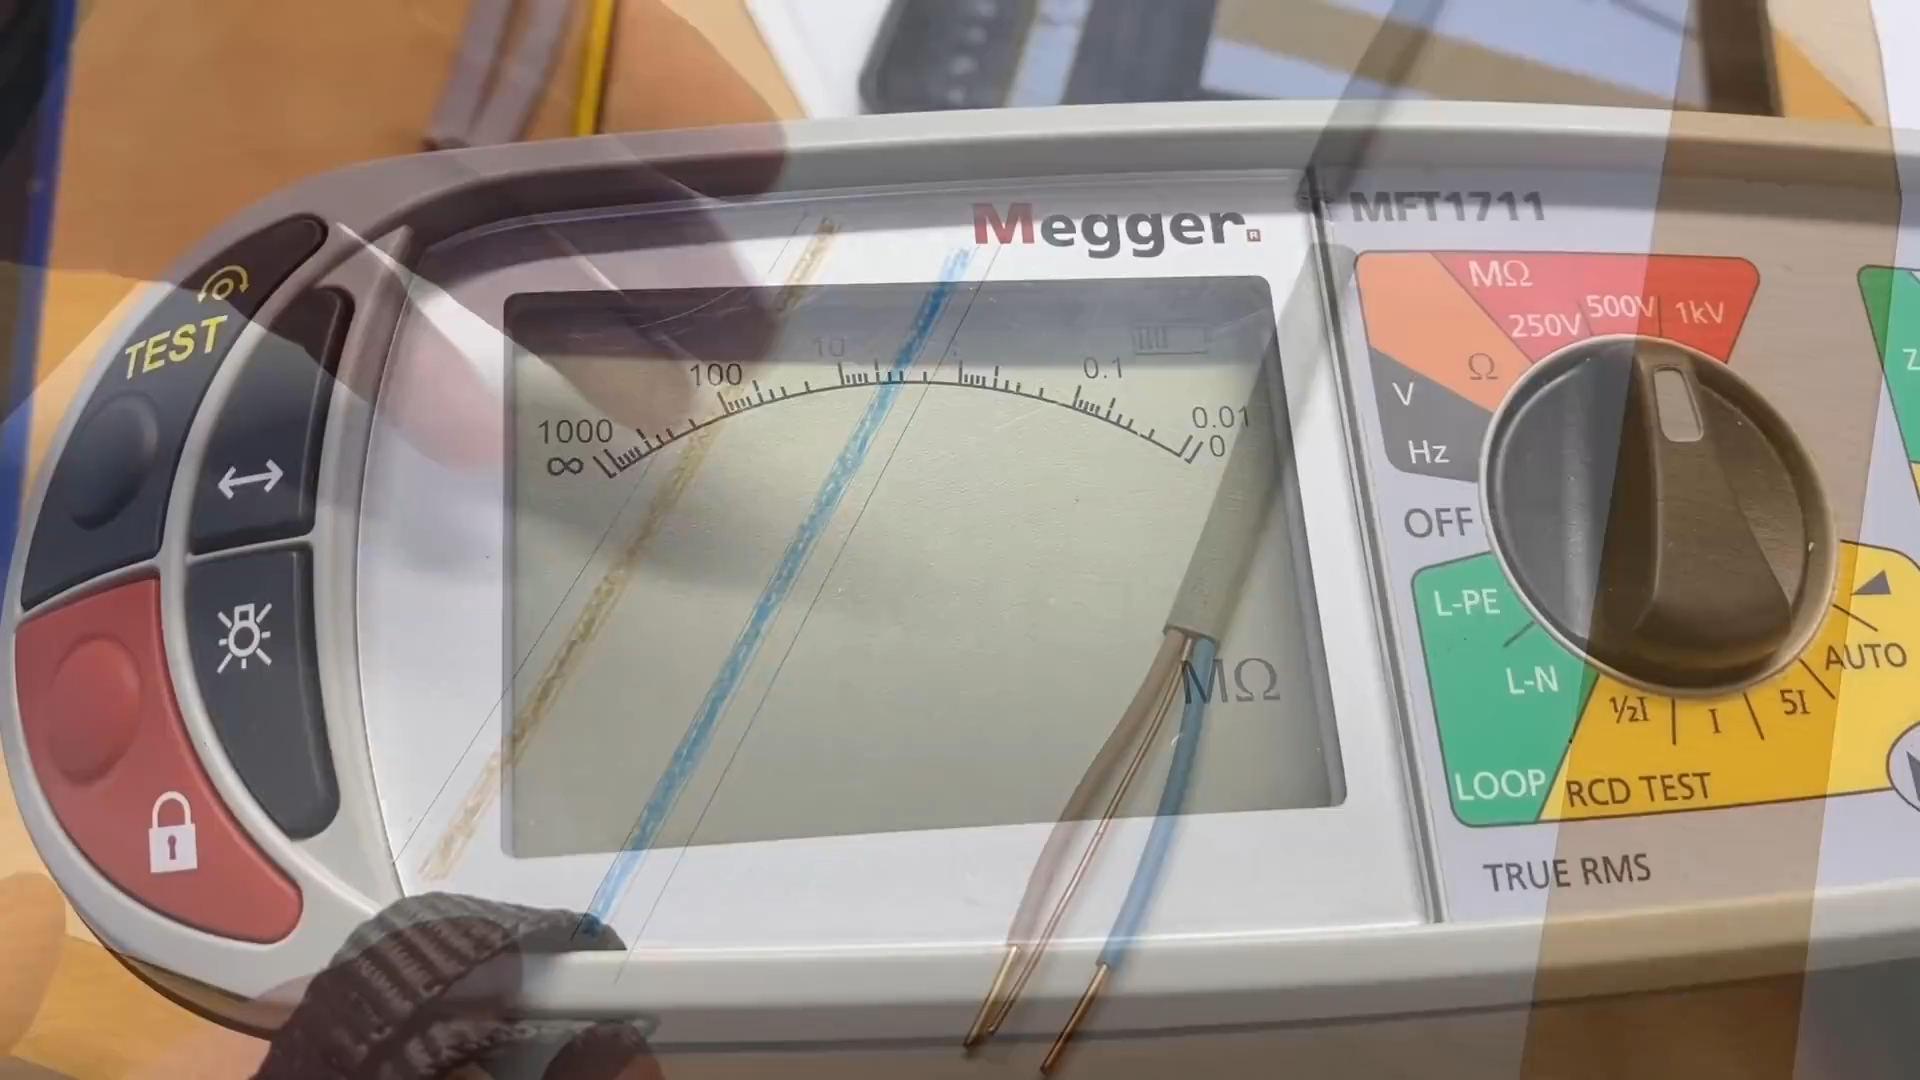 Megger.
MFT1711
TEST
1000
100
10
0.1
0.01
∞
0
MΩ
MΩ
250V
500V
1kV
Ω
V
Hz
OFF
L-PE
L-N
LOOP
½I
I
5I
AUTO
RCD TEST
TRUE RMS
Z